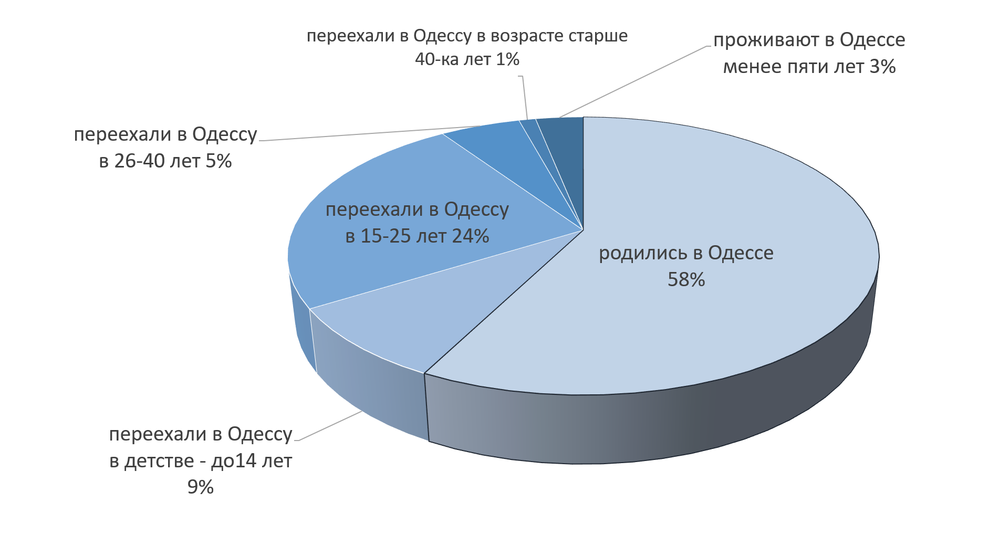 переехали в Одессу в возрасте старше
40-ка лет 1%
проживают в Одессе
менее пяти лет 3%
переехали в Одессу
в 26-40 лет 5%
переехали в Одессу
в 15-25 лет 24%
родились в Одессе
58%
переехали в Одессу
в детстве - до14 лет
9%